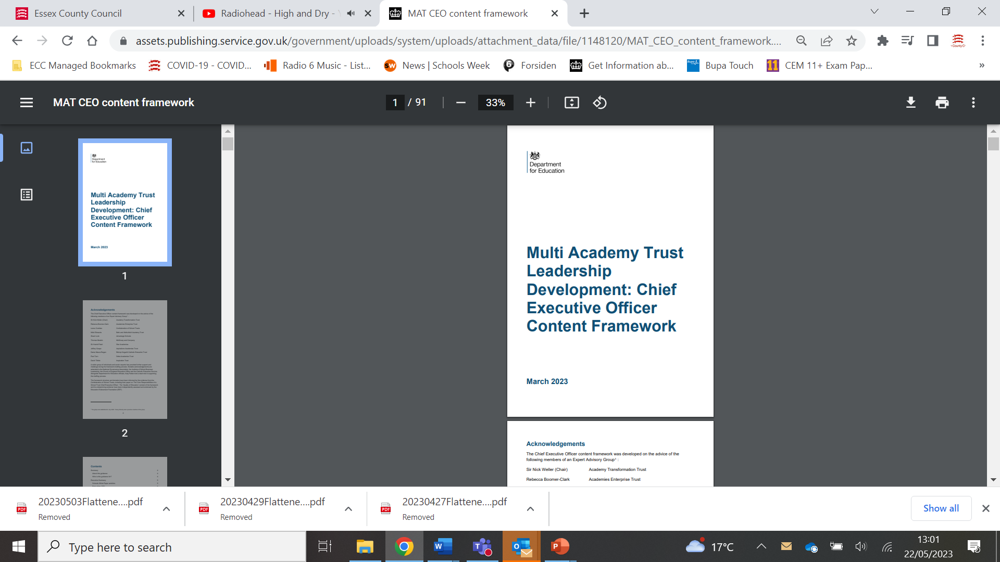 Essex County Council
Radiohead - High and Dry -
MAT CEO content framework
assets.publishing.service.gov.uk/government/uploads/system/uploads/attachment_data/file/1148120/MAT_CEO_content_framework....
ECC Managed Bookmarks
COVID-19 - COVID...
Radio 6 Music - List...
News | Schools Week
Forsiden
Get Information ab...
Bupa Touch
CEM 11+ Exam Pap...
»
MAT CEO content framework
1 / 91
33%
Department
for Education
Multi Academy Trust
Leadership
Development: Chief
Executive Officer
Content Framework
March 2023
1
Acknowledgements
2
Contents
Department
for Education
Multi Academy Trust
Leadership
Development: Chief
Executive Officer
Content Framework
March 2023
Acknowledgements
The Chief Executive Officer content framework was developed on the advice of the
following members of an Expert Advisory Group¹ :
Sir Nick Weller (Chair) Academy Transformation Trust
Rebecca Boomer-Clark Academies Enterprise Trust
20230503Flattene....pdf
Removed
20230429Flattene....pdf
Removed
20230427Flattene....pdf
Removed
Show all
Type here to search
17°C
13:01
22/05/2023